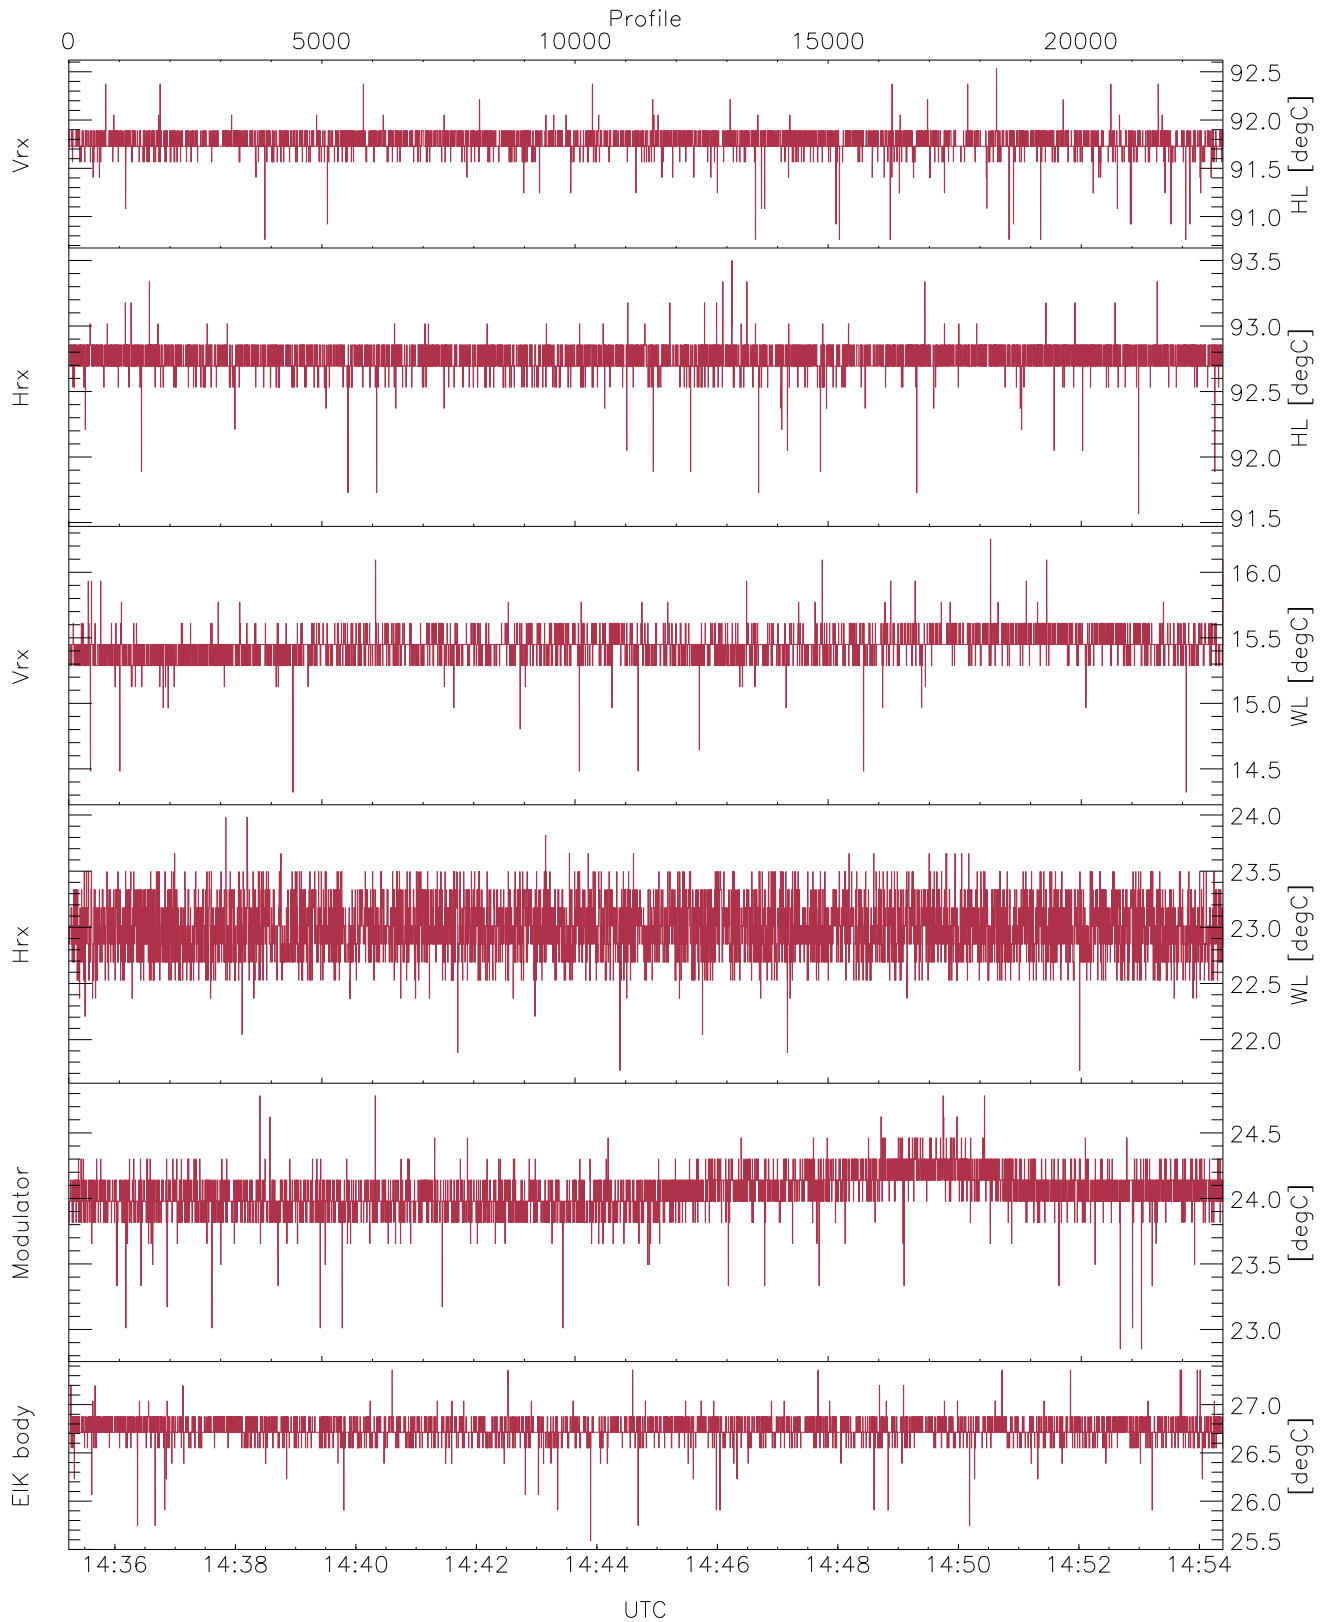 Profile
0 5000 10000 15000 20000
Vrx
92.5
92.0
91.5
91.0
HL [degC]
Hrx
93.5
93.0
92.5
92.0
91.5
HL [degC]
Vrx
16.0
15.5
15.0
14.5
WL [degC]
Hrx
24.0
23.5
23.0
22.5
22.0
WL [degC]
Modulator
24.5
24.0
23.5
23.0
[degC]
EIK body
27.0
26.5
26.0
25.5
[degC]
14:36 14:38 14:40 14:42 14:44 14:46 14:48 14:50 14:52 14:54
UTC